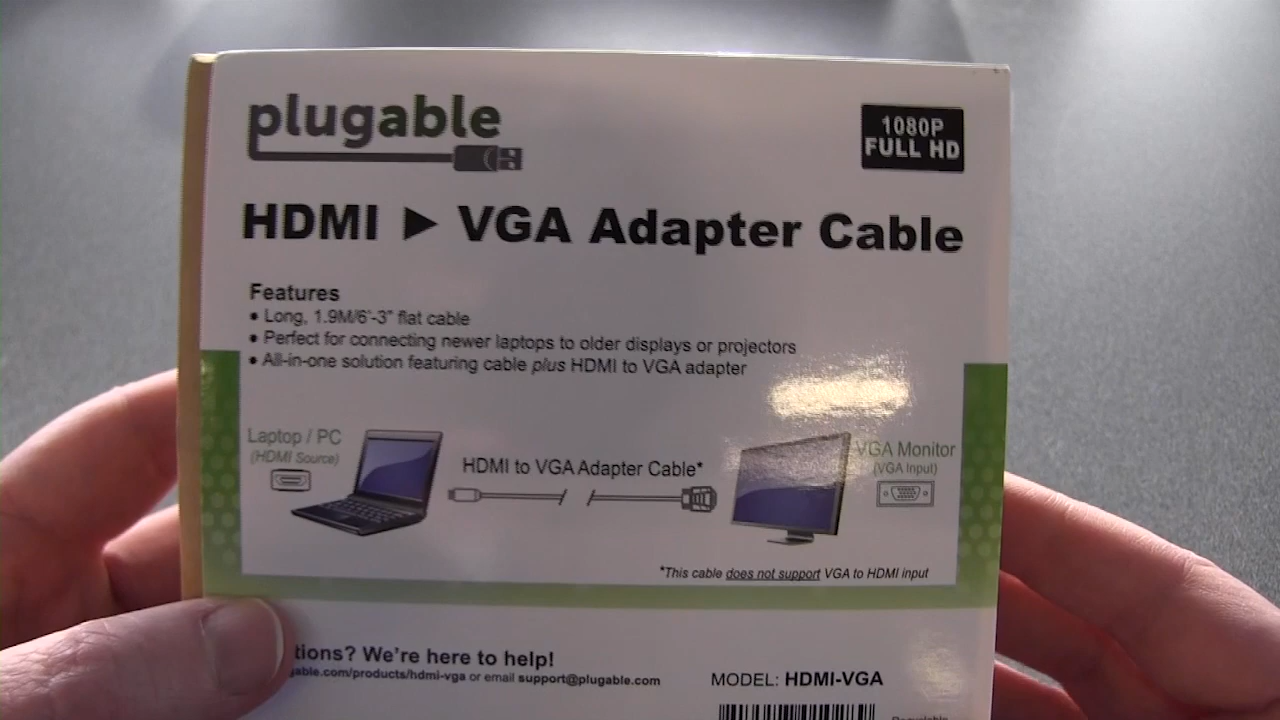 plugable
1080P
FULL HD
HDMI ► VGA Adapter Cable
Features
• Long, 1.9M/6'-3" flat cable
• Perfect for connecting newer laptops to older displays or projectors
• All-in-one solution featuring cable plus HDMI to VGA adapter
Laptop / PC
(HDMI Source)
HDMI to VGA Adapter Cable*
VGA Monitor
(VGA Input)
*This cable does not support VGA to HDMI input
tions? We're here to help!
gable.com/products/hdmi-vga or email support@plugable.com
MODEL: HDMI-VGA